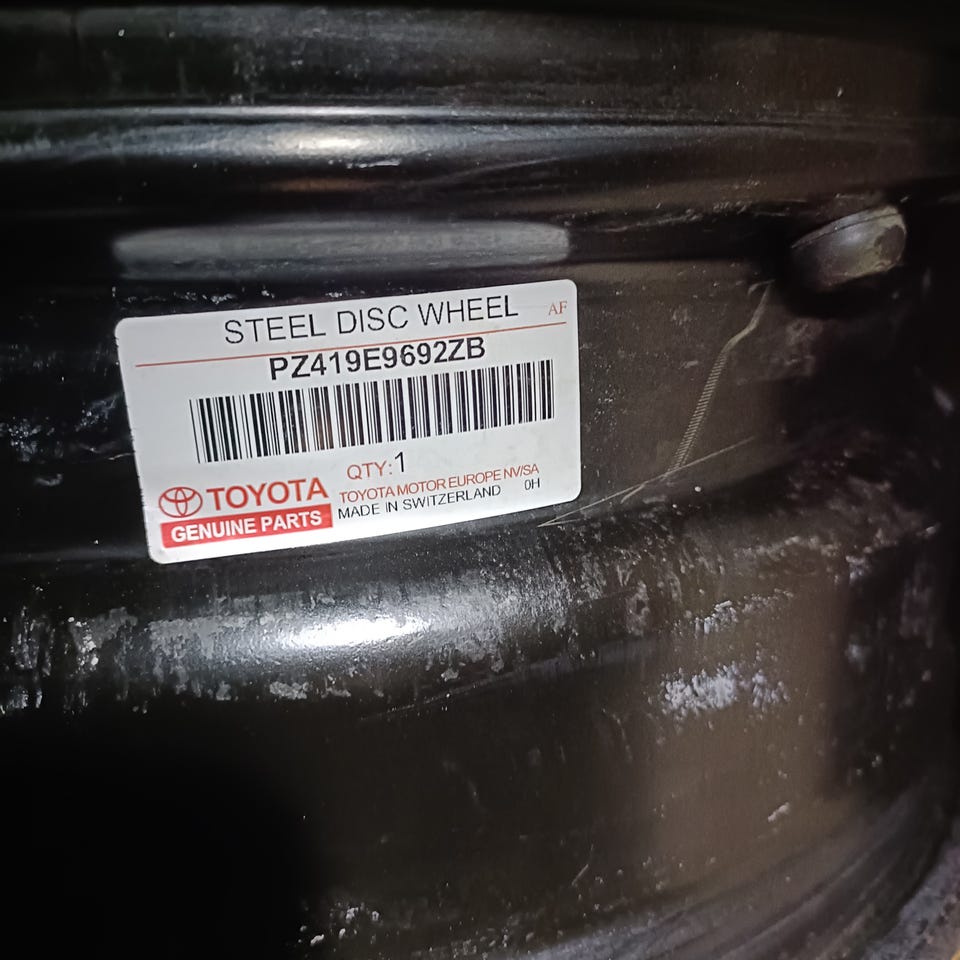 STEEL DISC WHEEL AF
PZ419E9692ZB
QTY:1
TOYOTA
GENUINE PARTS
TOYOTA MOTOR EUROPE NV/SA
MADE IN SWITZERLAND 0H